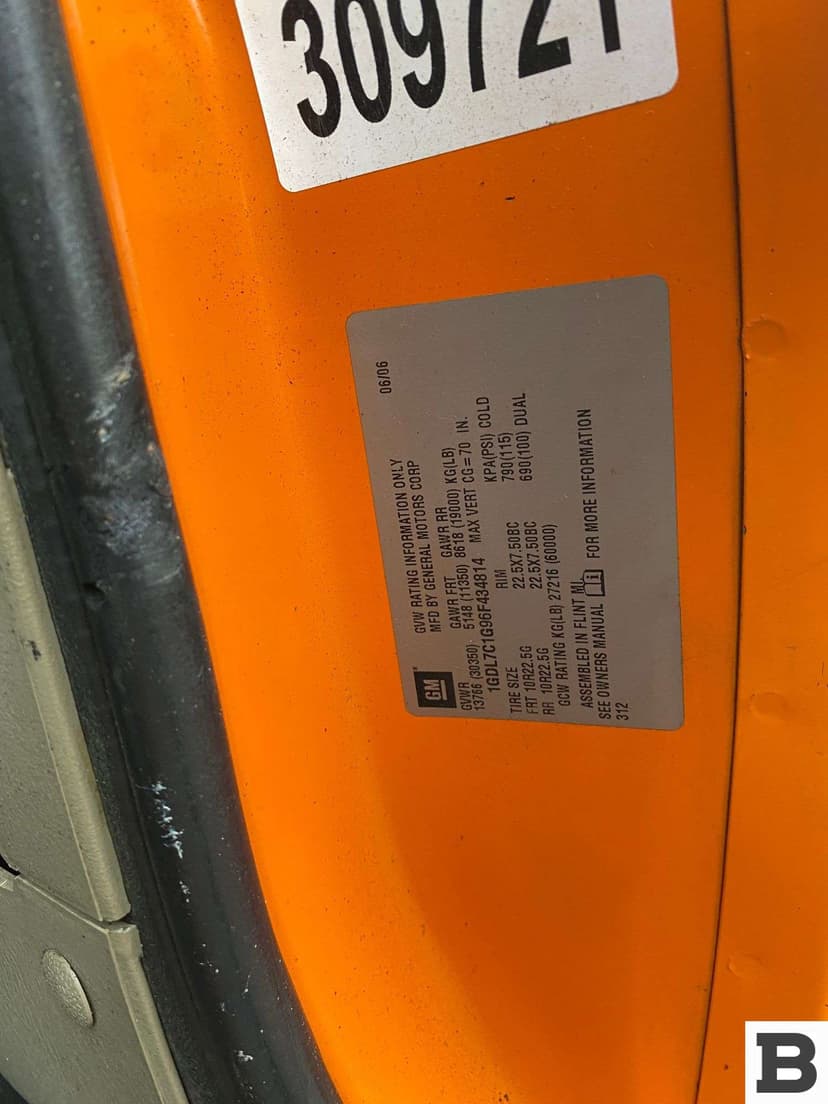 309721
06/06
GVW RATING INFORMATION ONLY
MFD BY GENERAL MOTORS CORP
GM
GVWR GAWR FRT GAWR RR
13766 (30350) 5148 (11350) 8618 (19000) KG(LB)
1GDL7C1G96F434814 MAX VERT CG=70 IN.
TIRE SIZE RIM KPA(PSI) COLD
FRT 10R22.5G 22.5X7.50BC 790(115)
RR 10R22.5G 22.5X7.50BC 690(100) DUAL
GCW RATING KG(LB) 27216 (60000)
ASSEMBLED IN FLINT MI.
SEE OWNERS MANUAL FOR MORE INFORMATION
312
B